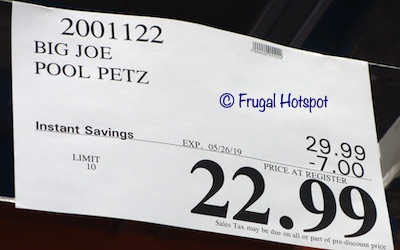 2001122
BIG JOE
POOL PETZ
© Frugal Hotspot
Instant Savings
EXP. 05/26/19
29.99
-7.00
LIMIT
10
PRICE AT REGISTER
22.99
Sales Tax may be due on all or part of pre-discount price